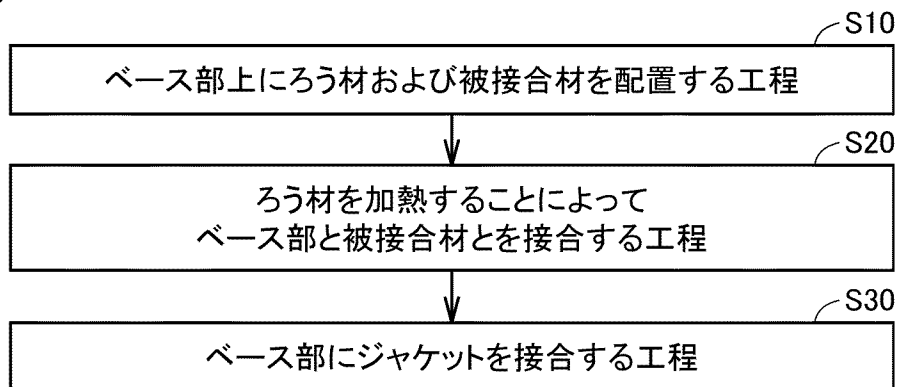 S10
ベース部上にろう材および被接合材を配置する工程
S20
ろう材を加熱することによって
ベース部と被接合材とを接合する工程
S30
ベース部にジャケットを接合する工程